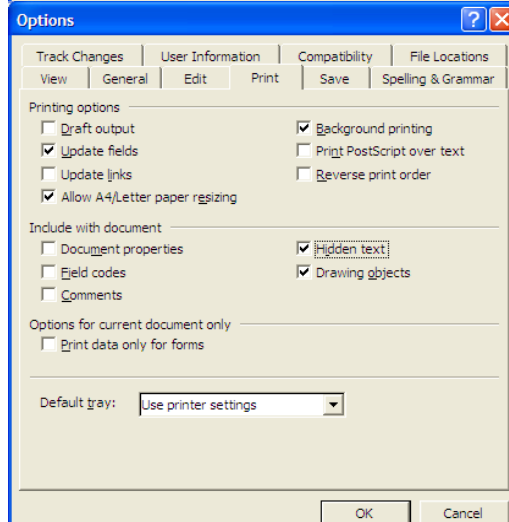 Options
Track Changes User Information Compatibility File Locations
View General Edit Print Save Spelling & Grammar
Printing options
Draft output Background printing
Update fields Print PostScript over text
Update links Reverse print order
Allow A4/Letter paper resizing
Include with document
Document properties Hidden text
Field codes Drawing objects
Comments
Options for current document only
Print data only for forms
Default tray: Use printer settings
OK Cancel